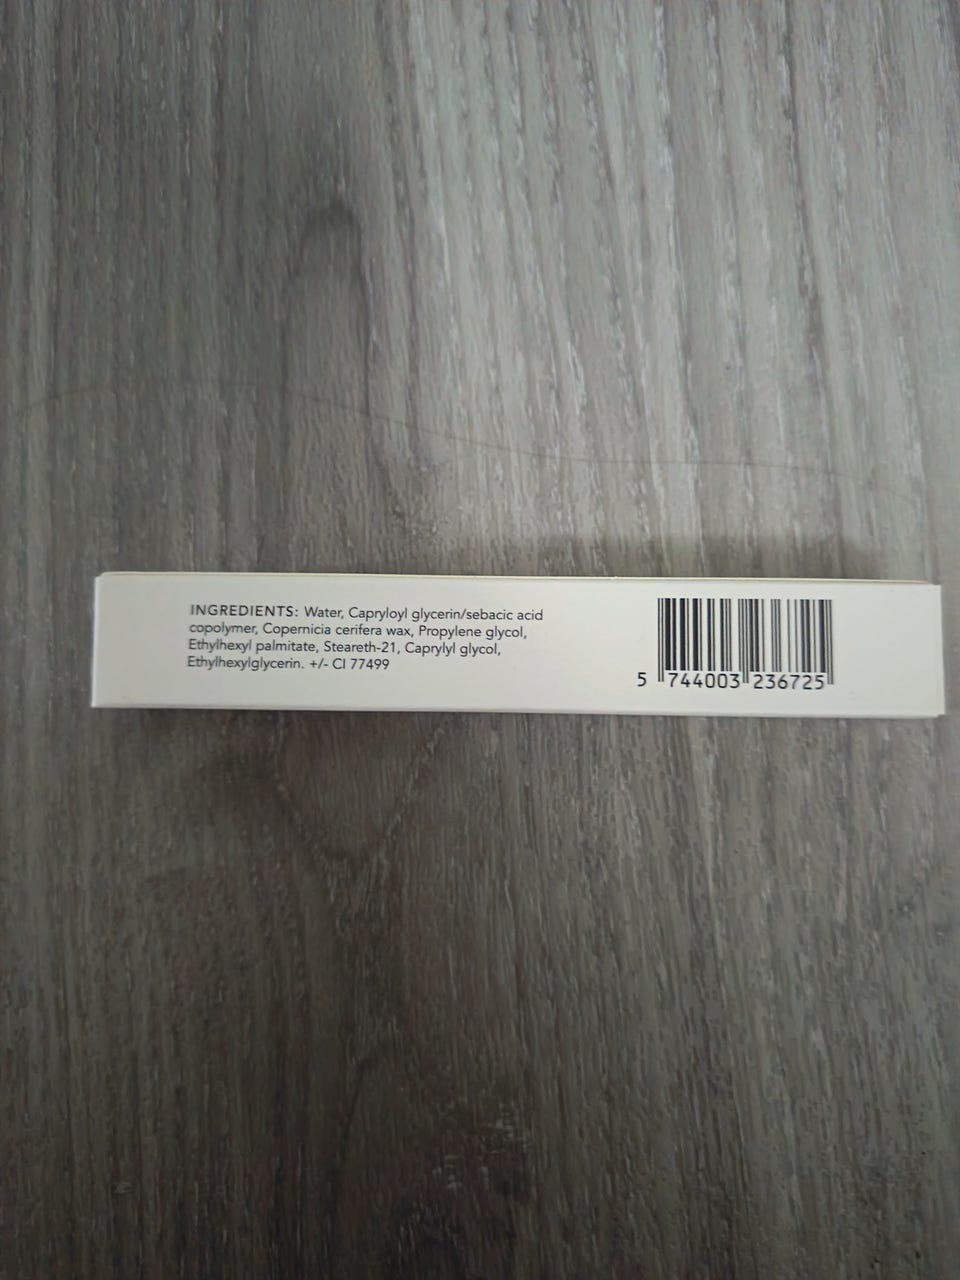 INGREDIENTS: Water, Capryloyl glycerin/sebacic acid
copolymer, Copernicia cerifera wax, Propylene glycol,
Ethylhexyl palmitate, Steareth-21, Caprylyl glycol,
Ethylhexylglycerin. +/- CI 77499
5 744003 236725